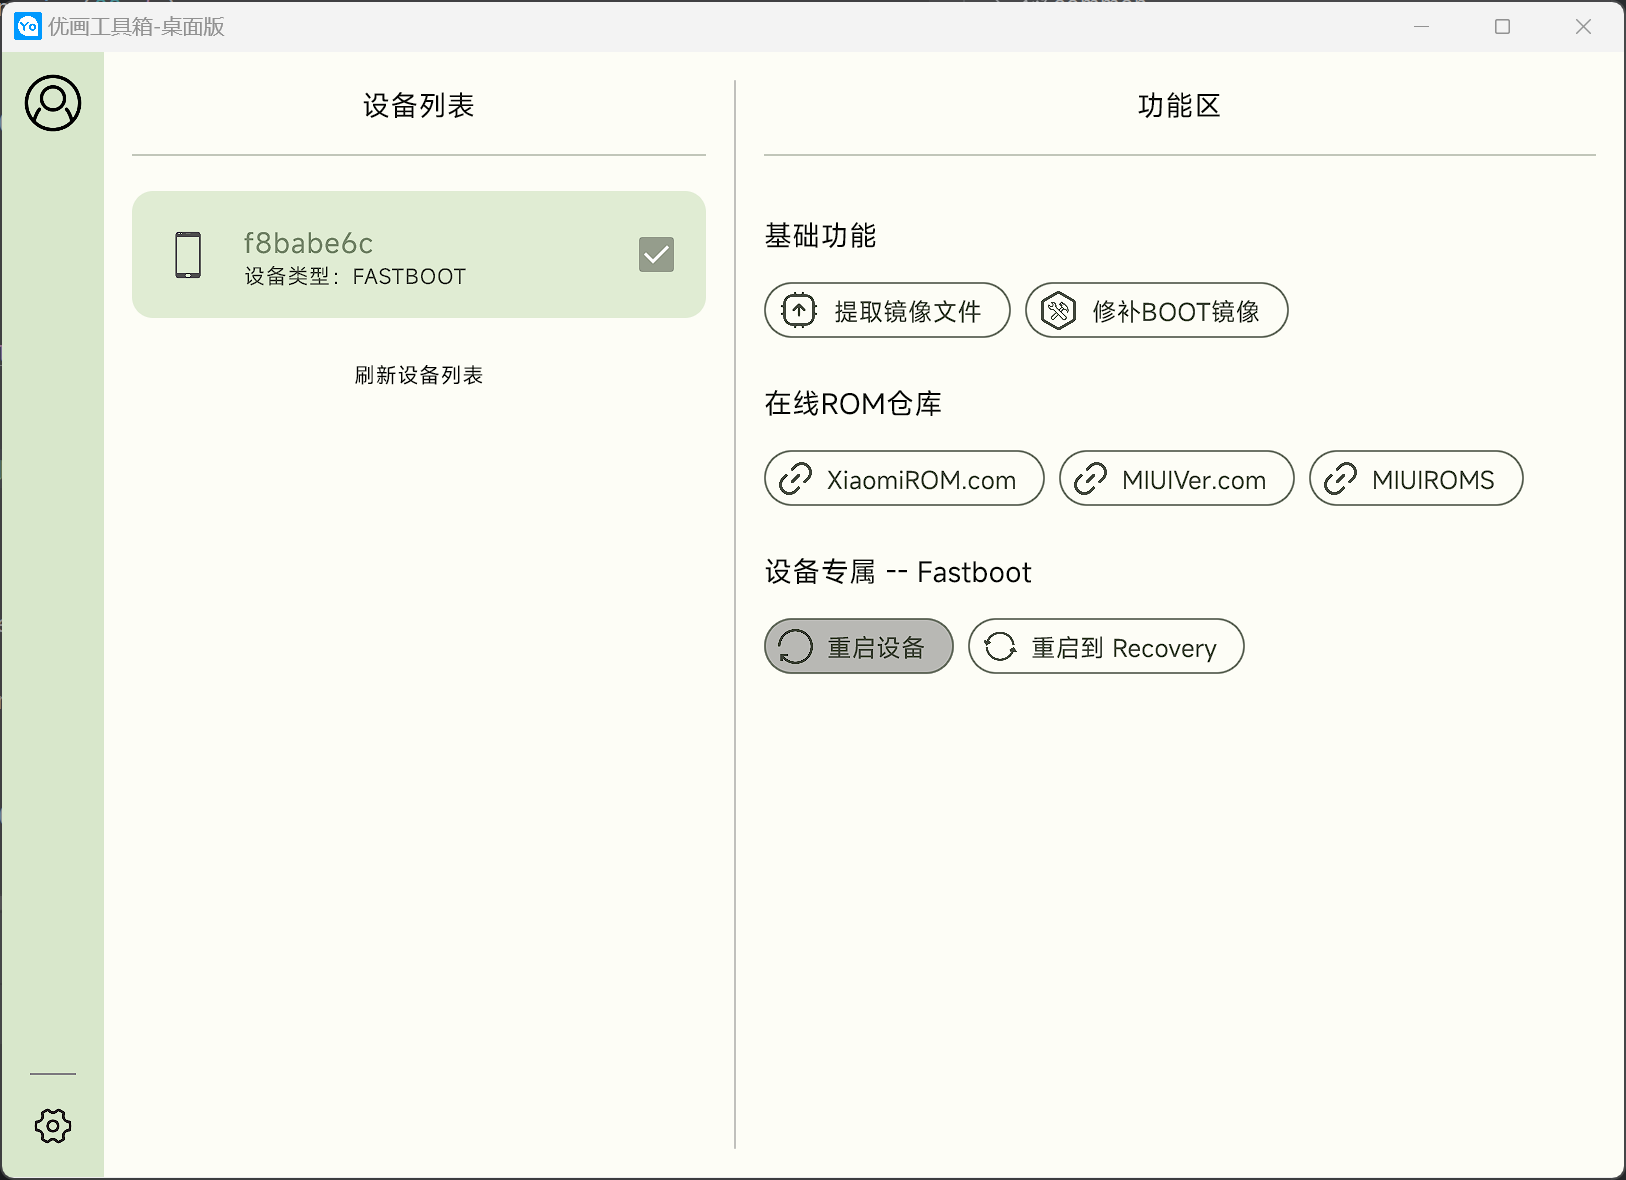 Yo
优画工具箱-桌面版
设备列表
f8babe6c
设备类型：FASTBOOT
刷新设备列表
功能区
基础功能
提取镜像文件 修补BOOT镜像
在线ROM仓库
XiaomiROM.com MIUIVer.com MIUIROMS
设备专属 -- Fastboot
重启设备 重启到 Recovery